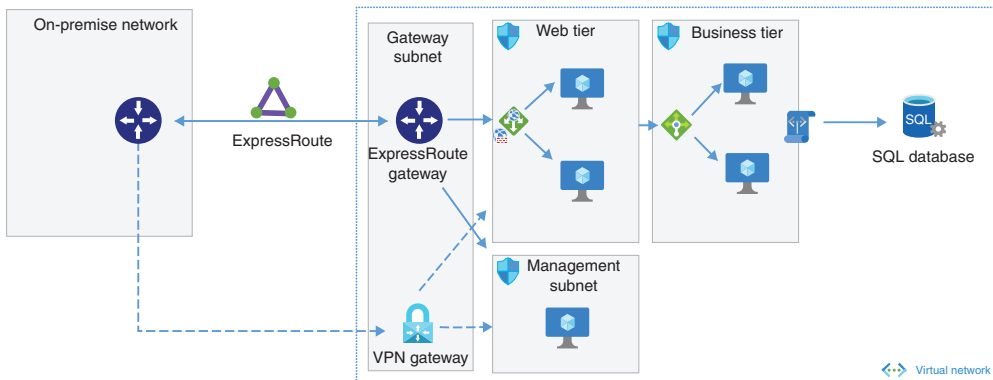 On-premise network
ExpressRoute
Gateway
subnet
ExpressRoute
gateway
VPN gateway
Web tier
Management
subnet
Business tier
SQL
SQL database
Virtual network